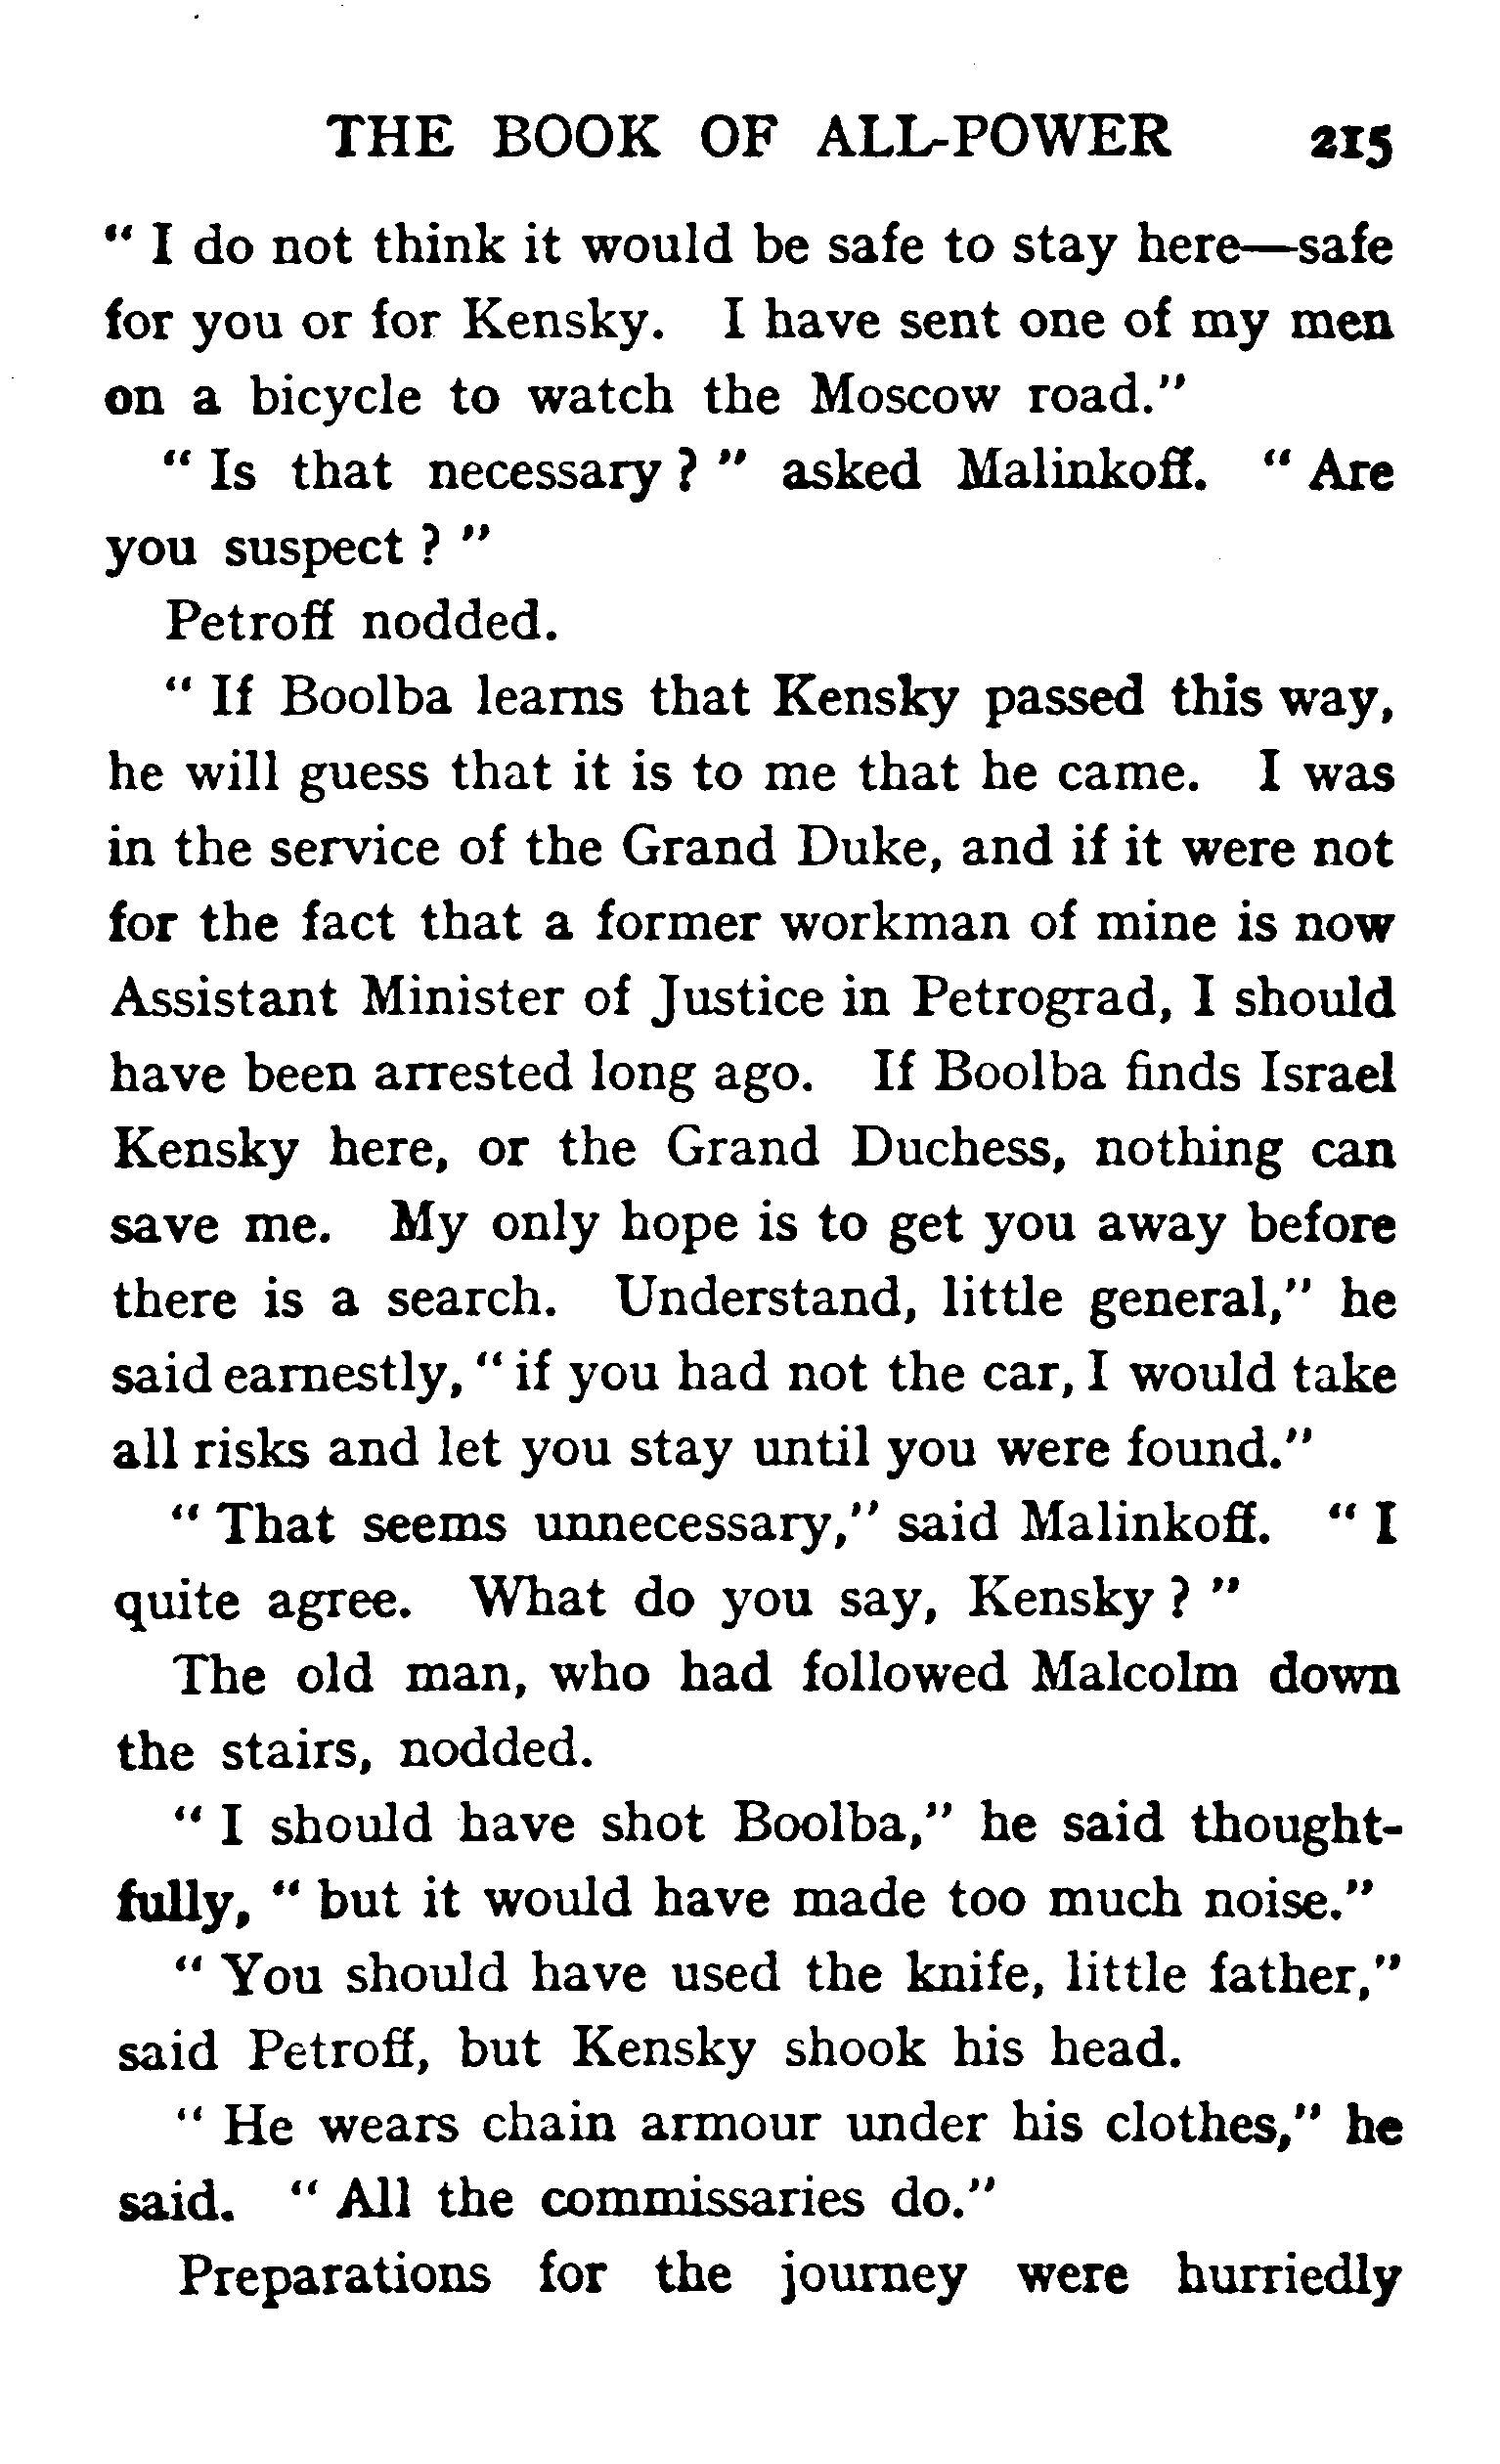 THE BOOK OF ALL-POWER 215
" I do not think it would be safe to stay here—safe
for you or for Kensky. I have sent one of my men
on a bicycle to watch the Moscow road."
" Is that necessary ? " asked Malinkoff. " Are
you suspect ? "
Petroff nodded.
" If Boolba learns that Kensky passed this way,
he will guess that it is to me that he came. I was
in the service of the Grand Duke, and if it were not
for the fact that a former workman of mine is now
Assistant Minister of Justice in Petrograd, I should
have been arrested long ago. If Boolba finds Israel
Kensky here, or the Grand Duchess, nothing can
save me. My only hope is to get you away before
there is a search. Understand, little general," he
said earnestly, " if you had not the car, I would take
all risks and let you stay until you were found."
" That seems unnecessary," said Malinkoff. " I
quite agree. What do you say, Kensky ? "
The old man, who had followed Malcolm down
the stairs, nodded.
" I should have shot Boolba," he said thought-
fully, " but it would have made too much noise."
" You should have used the knife, little father,"
said Petroff, but Kensky shook his head.
" He wears chain armour under his clothes," he
said. " All the commissaries do."
Preparations for the journey were hurriedly